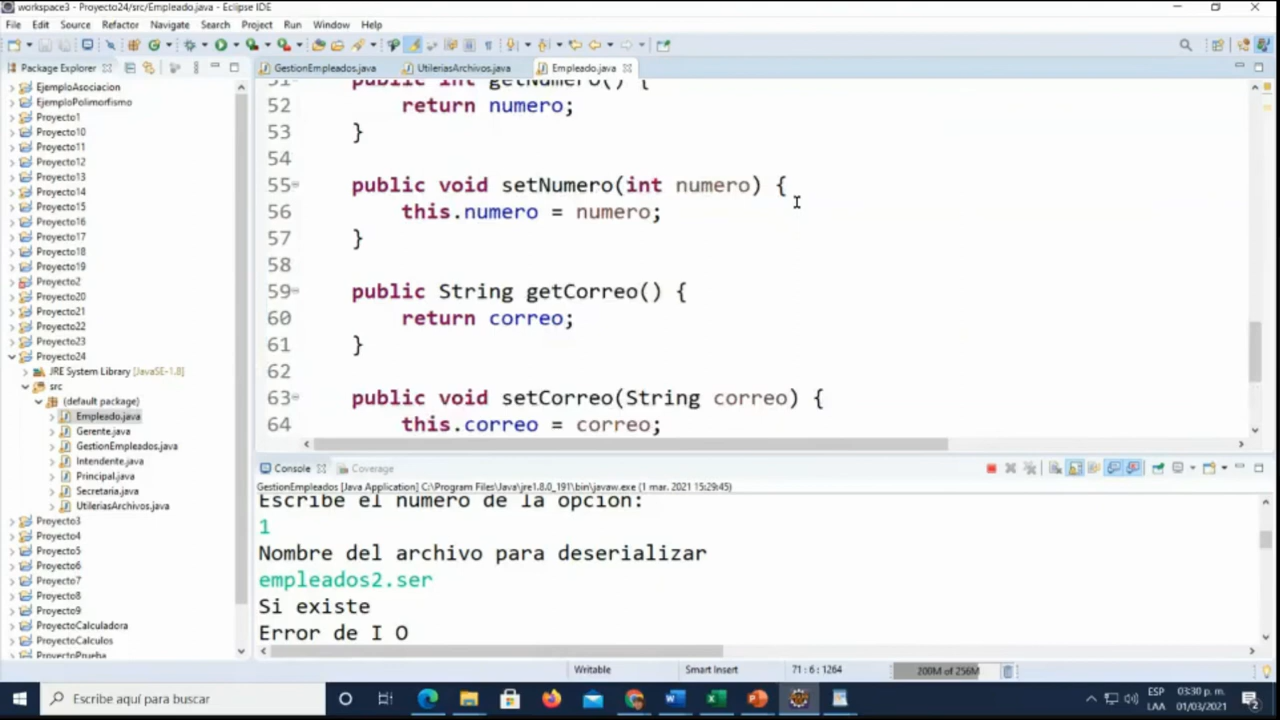 workspace3 - Proyecto24/src/Empleado.java - Eclipse IDE
File Edit Source Refactor Navigate Search Project Run Window Help
Package Explorer
GestionEmpleados.java UtileriasArchivos.java Empleado.java
EjemploAsociacion
EjemploPolimorfismo
Proyecto1
Proyecto10
Proyecto11
Proyecto12
Proyecto13
Proyecto14
Proyecto15
Proyecto16
Proyecto17
Proyecto18
Proyecto19
Proyecto2
Proyecto20
Proyecto21
Proyecto22
Proyecto23
Proyecto24
JRE System Library [JavaSE-1.8]
src
(default package)
Empleado.java
Gerente.java
GestionEmpleados.java
Intendente.java
Principal.java
Secretaria.java
UtileriasArchivos.java
Proyecto3
Proyecto4
Proyecto5
Proyecto6
Proyecto7
Proyecto8
Proyecto9
ProyectoCalculadora
ProyectoCalculos
ProyectoPrueba
51 public int getNumero() {
52 return numero;
53 }
54
55 public void setNumero(int numero) {
56 this.numero = numero;
57 }
58
59 public String getCorreo() {
60 return correo;
61 }
62
63 public void setCorreo(String correo) {
64 this.correo = correo;
Console Coverage
GestionEmpleados [Java Application] C:\Program Files\Java\jre1.8.0_191\bin\javaw.exe (1 mar. 2021 15:29:45)
Escribe el numero de la opcion:
1
Nombre del archivo para deserializar
empleados2.ser
Si existe
Error de I O
Writable Smart Insert 71 : 6 : 1264 200M of 256M
Escribe aquí para buscar
ESP
LAA
03:30 p. m.
01/03/2021
2